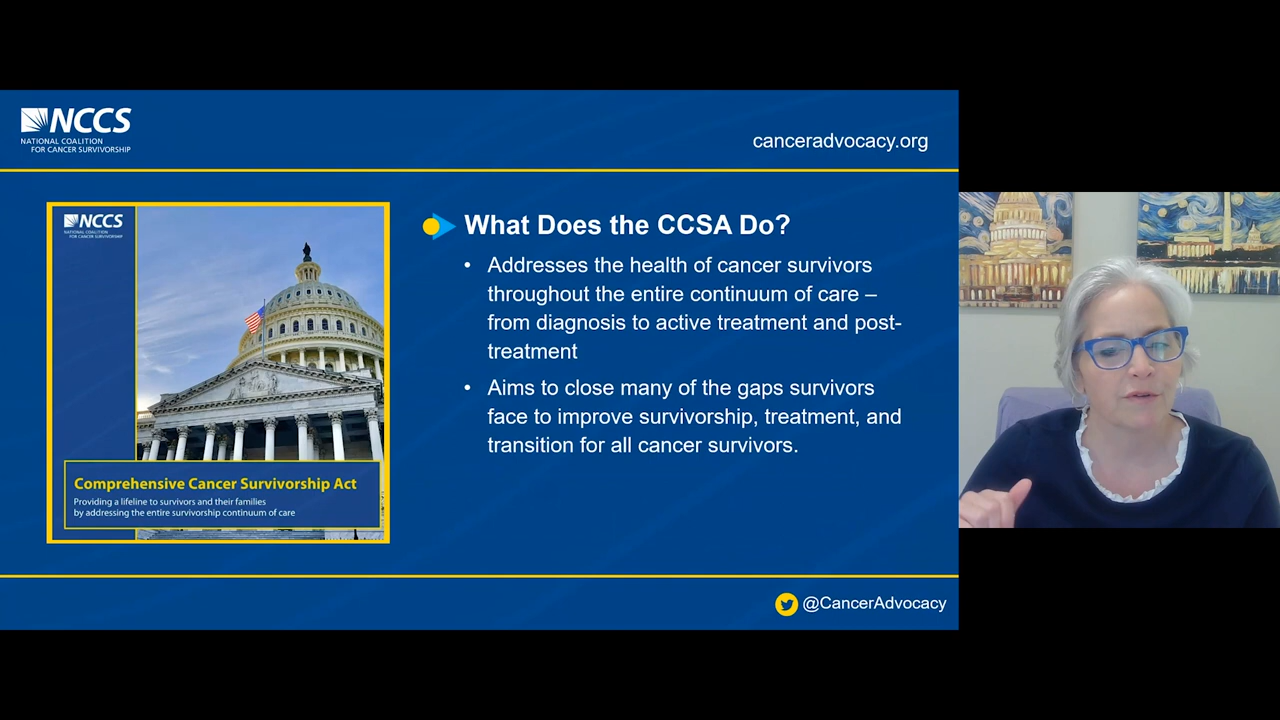 NCCS
NATIONAL COALITION
FOR CANCER SURVIVORSHIP
canceradvocacy.org
NCCS
NATIONAL COALITION
FOR CANCER SURVIVORSHIP
Comprehensive Cancer Survivorship Act
Providing a lifeline to survivors and their families
by addressing the entire survivorship continuum of care
What Does the CCSA Do?
• Addresses the health of cancer survivors
throughout the entire continuum of care –
from diagnosis to active treatment and post-
treatment
• Aims to close many of the gaps survivors
face to improve survivorship, treatment, and
transition for all cancer survivors.
@CancerAdvocacy